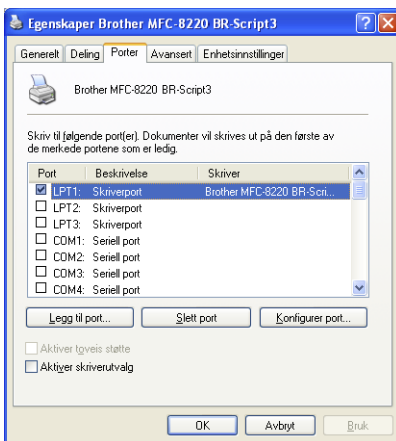 Egenskaper Brother MFC-8220 BR-Script3
Generelt Deling Porter Avansert Enhetsinnstillinger
Brother MFC-8220 BR-Script3
Skriv til følgende port(er). Dokumenter vil skrives ut på den første av
de merkede portene som er ledig.
Port Beskrivelse Skriver
LPT1: Skriverport Brother MFC-8220 BR-Scri...
LPT2: Skriverport
LPT3: Skriverport
COM1: Seriell port
COM2: Seriell port
COM3: Seriell port
COM4: Seriell port
Legg til port... Slett port Konfigurer port...
Aktiver toveis støtte
Aktiver skriverutvalg
OK Avbryt Bruk